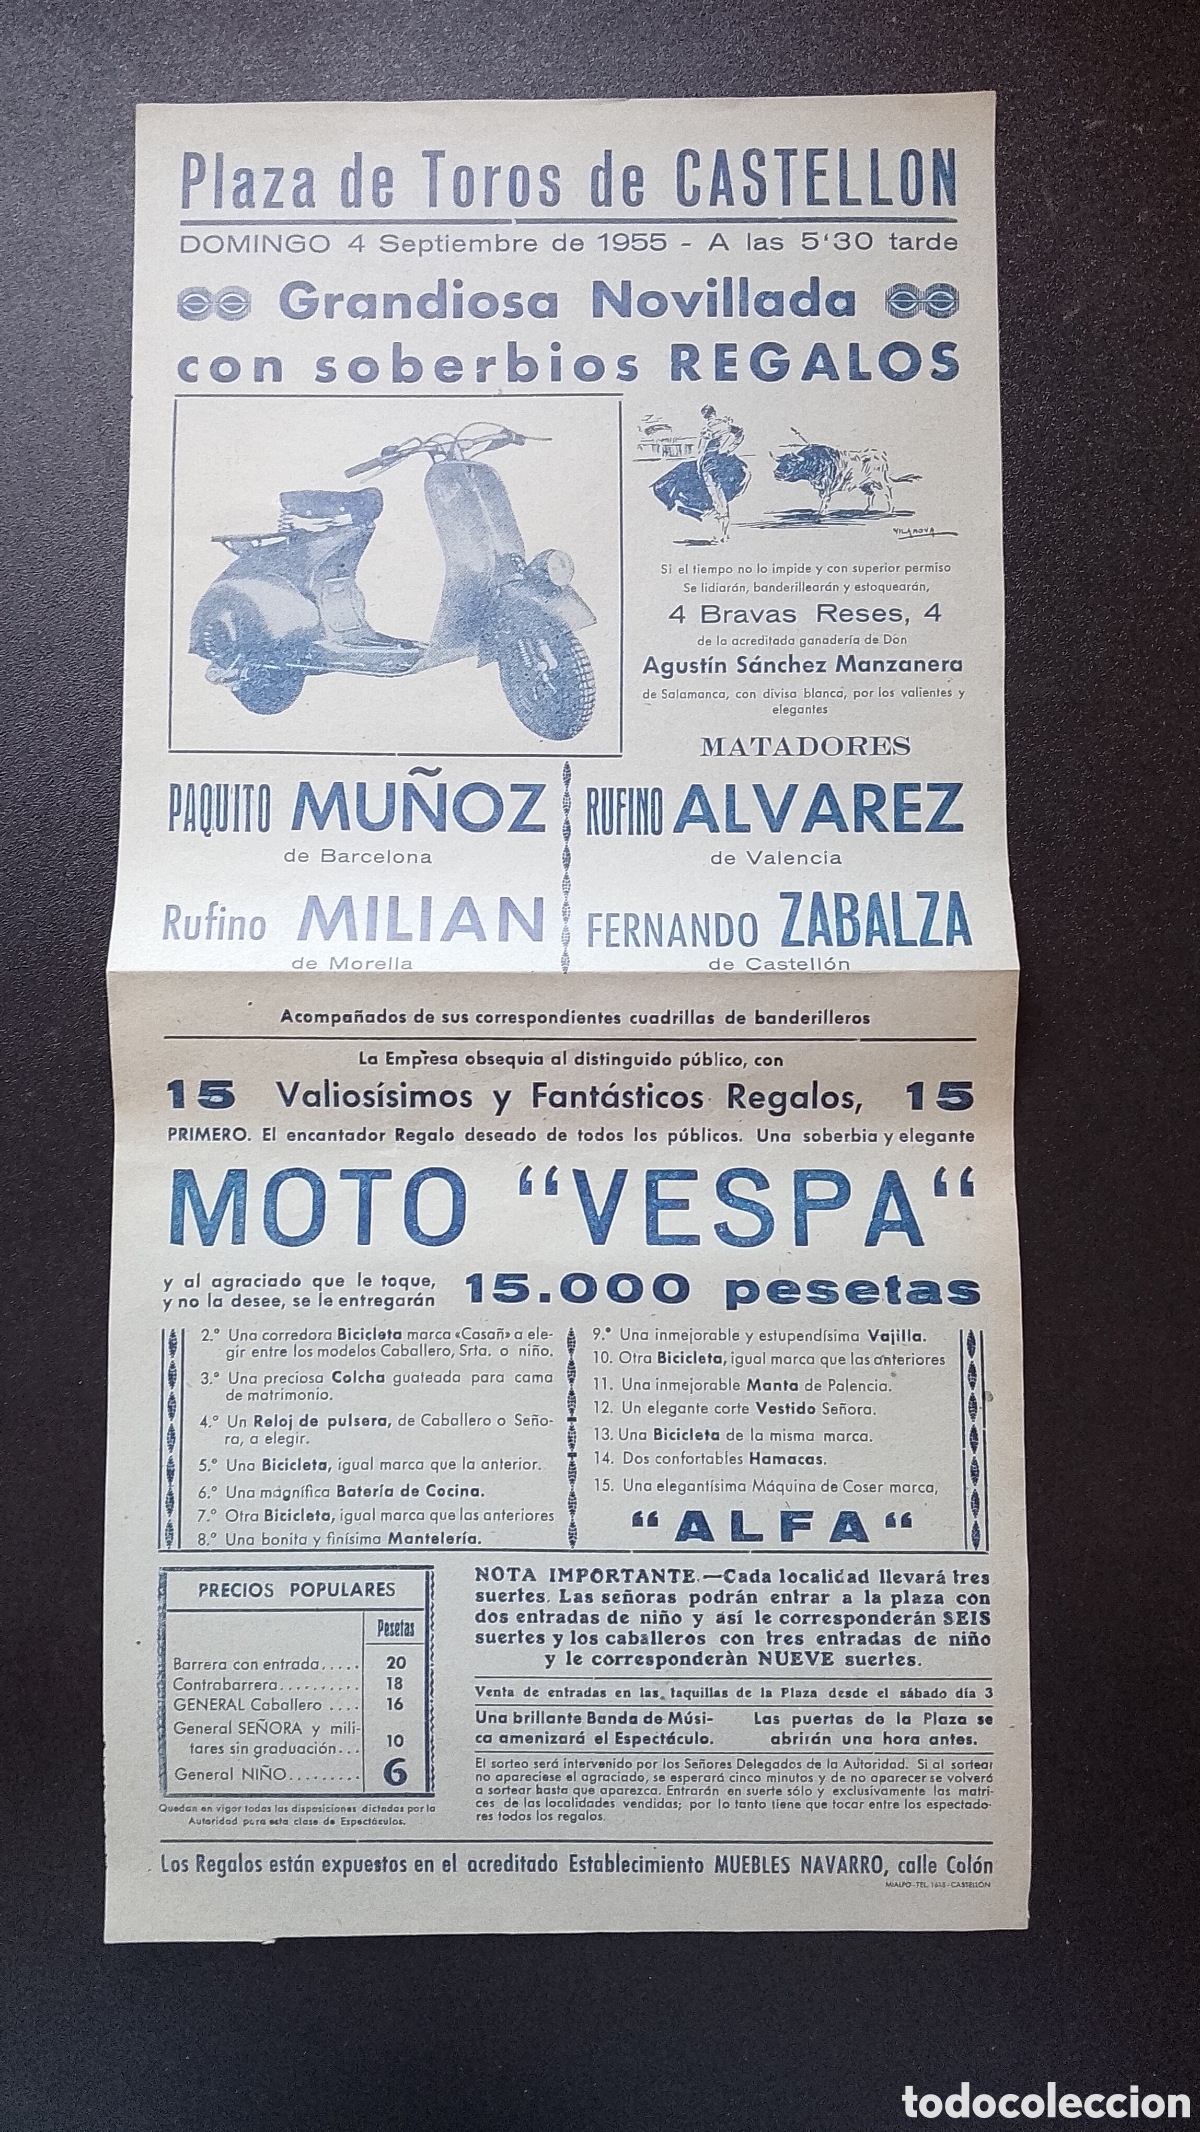 Plaza de Toros de CASTELLON
DOMINGO 4 Septiembre de 1955 - A las 5'30 tarde
Grandiosa Novillada
con soberbios REGALOS
VILANOVA
Si el tiempo no lo impide y con superior permiso
Se lidiarán, banderillearán y estoquearán,
4 Bravas Reses, 4
de la acreditada ganadería de Don
Agustín Sánchez Manzanera
de Salamanca, con divisa blanca, por los valientes y
elegantes
MATADORES
PAQUITO MUÑOZ
de Barcelona
RUFINO ALVAREZ
de Valencia
Rufino MILIAN
de Morella
FERNANDO ZABALZA
de Castellón
Acompañados de sus correspondientes cuadrillas de banderilleros
La Empresa obsequia al distinguido público, con
15 Valiosísimos y Fantásticos Regalos, 15
PRIMERO. El encantador Regalo deseado de todos los públicos. Una soberbia y elegante
MOTO “VESPA“
y al agraciado que le toque,
y no la desee, se le entregarán
15.000 pesetas
2.º Una corredora Bicicleta marca «Casañ» a ele-
gir entre los modelos Caballero, Srta. o niño.
3.º Una preciosa Colcha guateada para cama
de matrimonio.
4.º Un Reloj de pulsera, de Caballero o Seño-
ra, a elegir.
5.º Una Bicicleta, igual marca que la anterior.
6.º Una mágnífica Batería de Cocina.
7.º Otra Bicicleta, igual marca que las anteriores
8.º Una bonita y finísima Mantelería.
9.º Una inmejorable y estupendísima Vajilla.
10. Otra Bicicleta, igual marca que las anteriores
11. Una inmejorable Manta de Palencia.
12. Un elegante corte Vestido Señora.
13. Una Bicicleta de la misma marca.
14. Dos confortables Hamacas.
15. Una elegantísima Máquina de Coser marca,
“ALFA“
PRECIOS POPULARES
Pesetas
Barrera con entrada..... 20
Contrabarrera.......... 18
GENERAL Caballero .... 16
General SEÑORA y mili-
tares sin graduación... 10
General NIÑO......... 6
Quedan en vigor todas las disposiciones dictadas por la
Autoridad para esta clase de Espectáculos.
NOTA IMPORTANTE.—Cada localidad llevará tres
suertes. Las señoras podrán entrar a la plaza con
dos entradas de niño y así le corresponderán SEIS
suertes y los caballeros con tres entradas de niño
y le corresponderàn NUEVE suertes.
Venta de entradas en las taquillas de la Plaza desde el sábado día 3
Una brillante Banda de Músi-
ca amenizará el Espectáculo.
Las puertas de la Plaza se
abrirán una hora antes.
El sorteo será intervenido por los Señores Delegados de la Autoridad. Si al sortear
no apareciese el agraciado, se esperará cinco minutos y de no aparecer se volverá
a sortear hasta que aparezca. Entrarán en suerte sólo y exclusivamente las matri-
ces de las localidades vendidas; por lo tanto tiene que tocar entre los espectado-
res todos los regalos.
Los Regalos están expuestos en el acreditado Establecimiento MUEBLES NAVARRO, calle Colón
MIALFO-TEL. 1618-CASTELLÓN
todocoleccion